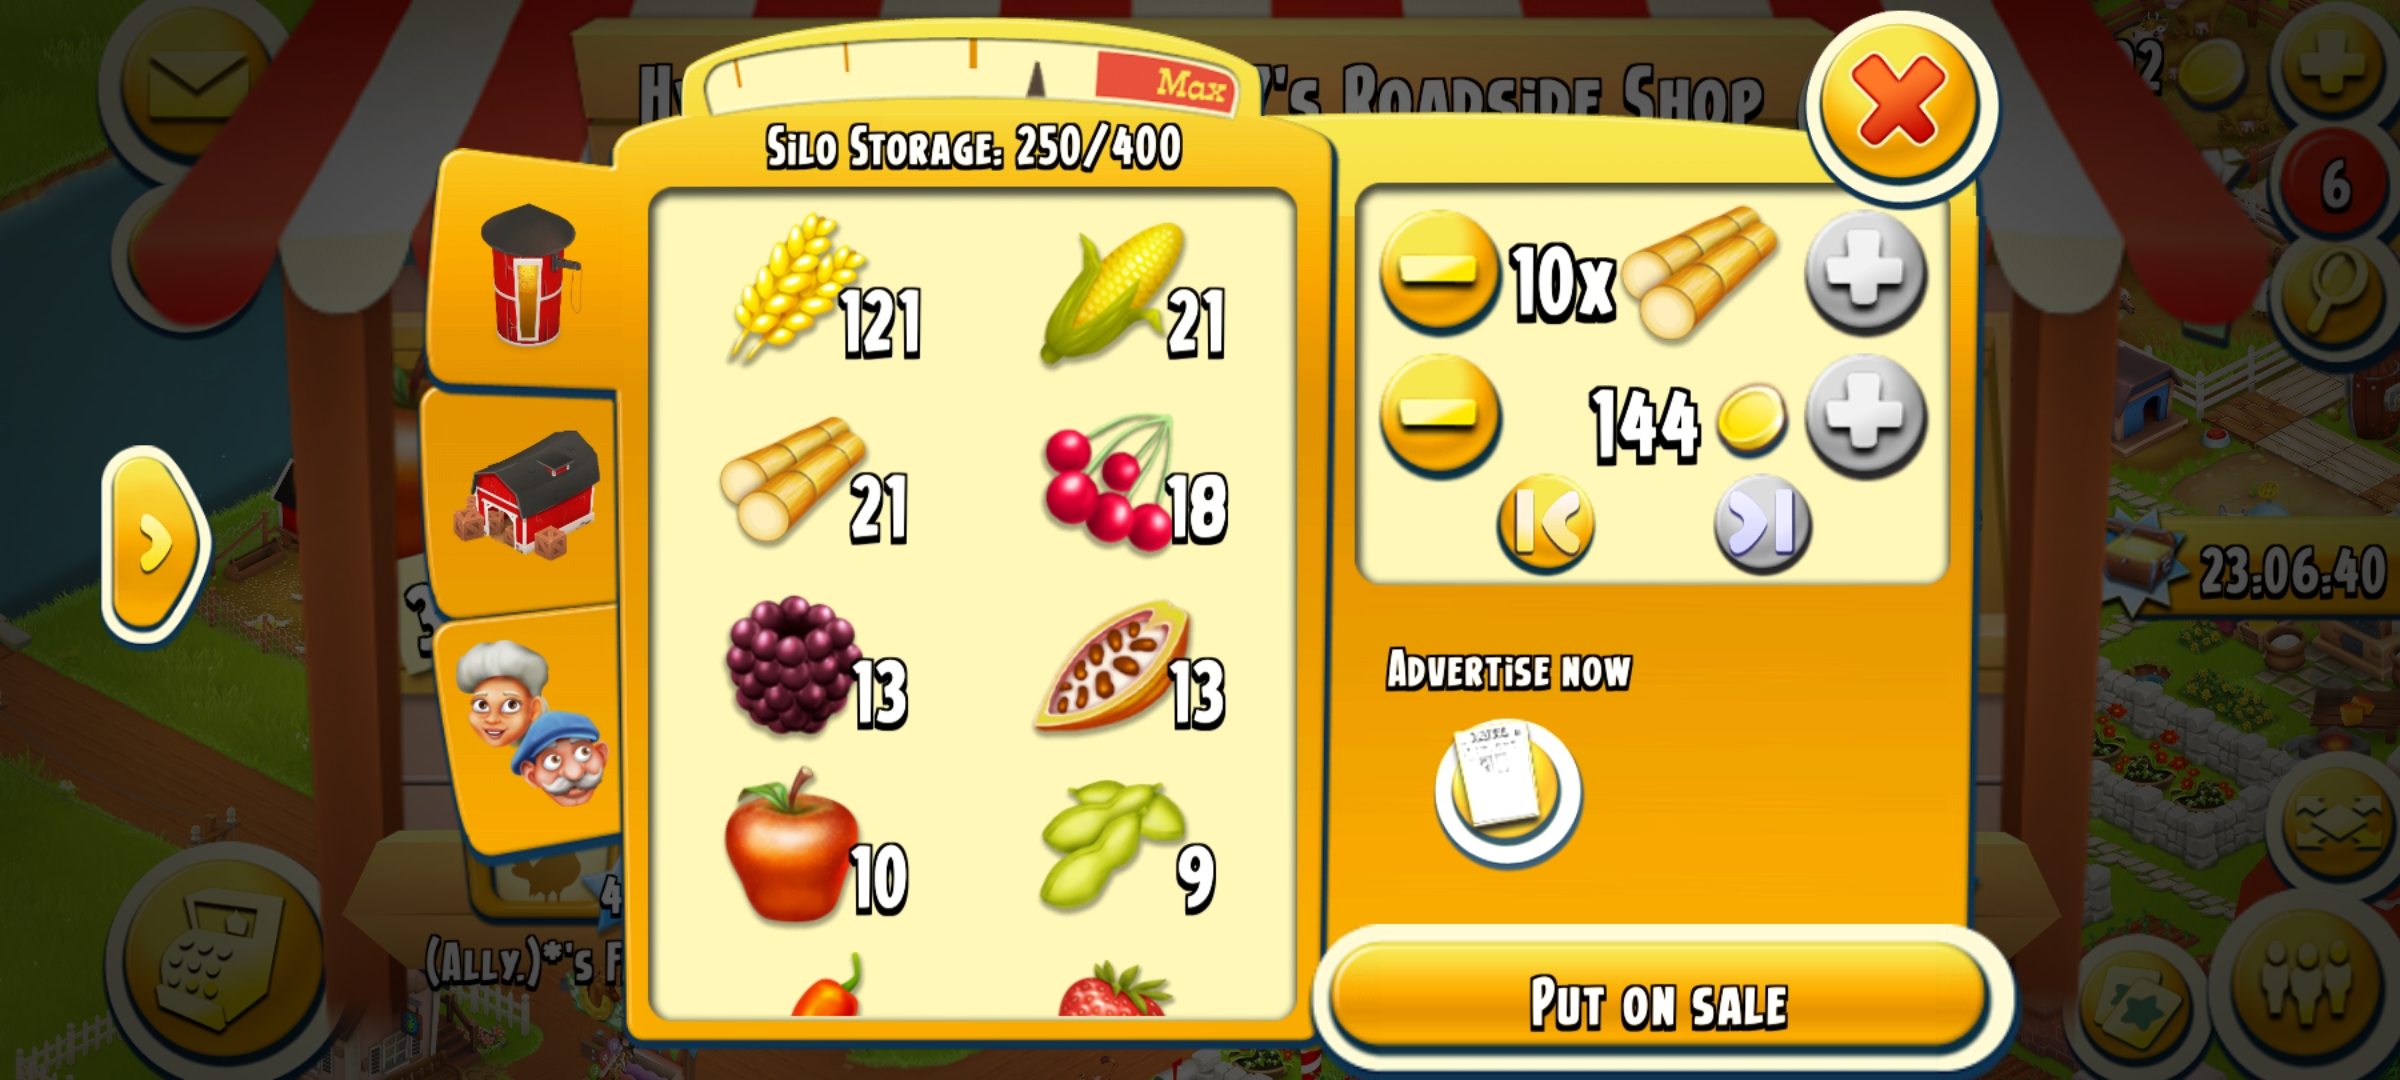 's Roadside Shop
Max
Silo Storage: 250/400
6
121
21
10x
144
21
18
23:06:40
13
13
Advertise now
10
9
(Ally.)*'s
Put on sale